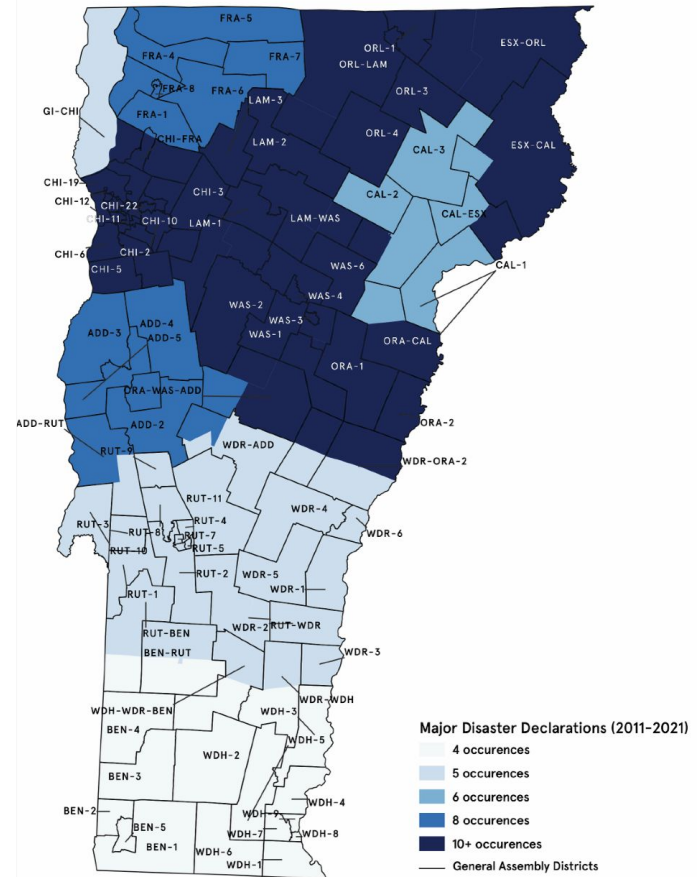 FRA-5
ORL-1
ESX-ORL
FRA-4
FRA-7
ORL-LAM
FRA-8
FRA-6
ORL-3
LAM-3
GI-CHI
FRA-1
ORL-4
CHI-FRA
LAM-2
CAL-3
ESX-CAL
CHI-19
CHI-3
CAL-2
CHI-12
CHI-22
CAL-ESX
CHI-11
CHI-10
LAM-1
LAM-WAS
CHI-6
CHI-2
CHI-5
WAS-6
CAL-1
WAS-4
WAS-2
ADD-4
WAS-3
ADD-3
ADD-5
WAS-1
ORA-CAL
ORA-1
ORA-WAS-ADD
ADD-RUT
ADD-2
ORA-2
WDR-ADD
RUT-9
WDR-ORA-2
RUT-11
WDR-4
RUT-3
RUT-4
RUT-8
RUT-7
WDR-6
RUT-10
RUT-5
RUT-2
WDR-5
RUT-1
WDR-1
WDR-2
RUT-WDR
RUT-BEN
BEN-RUT
WDR-3
WDR-WDH
WDH-WDR-BEN
WDH-3
BEN-4
WDH-5
WDH-2
BEN-3
WDH-4
BEN-2
WDH-9
BEN-5
WDH-7
WDH-8
BEN-1
WDH-6
WDH-1
Major Disaster Declarations (2011-2021)
4 occurences
5 occurences
6 occurences
8 occurences
10+ occurences
General Assembly Districts